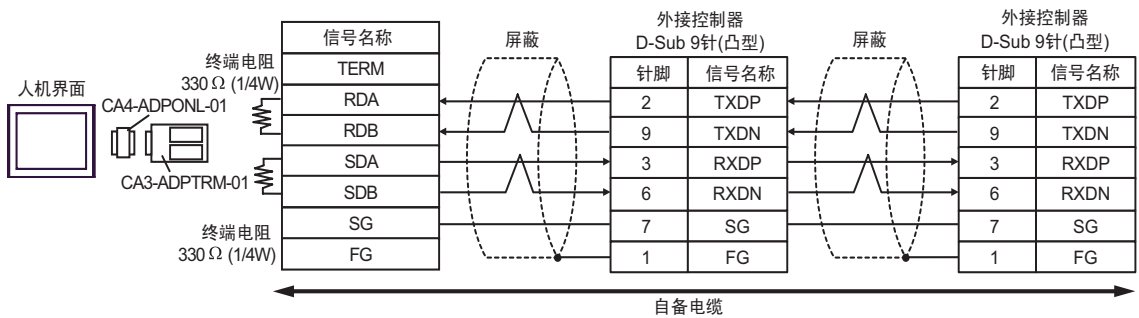 人机界面
CA4-ADPONL-01
CA3-ADPTRM-01
终端电阻
330 Ω (1/4W)
终端电阻
330 Ω (1/4W)
信号名称
TERM
RDA
RDB
SDA
SDB
SG
FG
屏蔽
外接控制器
D-Sub 9针(凸型)
针脚 信号名称
2 TXDP
9 TXDN
3 RXDP
6 RXDN
7 SG
1 FG
屏蔽
外接控制器
D-Sub 9针(凸型)
针脚 信号名称
2 TXDP
9 TXDN
3 RXDP
6 RXDN
7 SG
1 FG
自备电缆